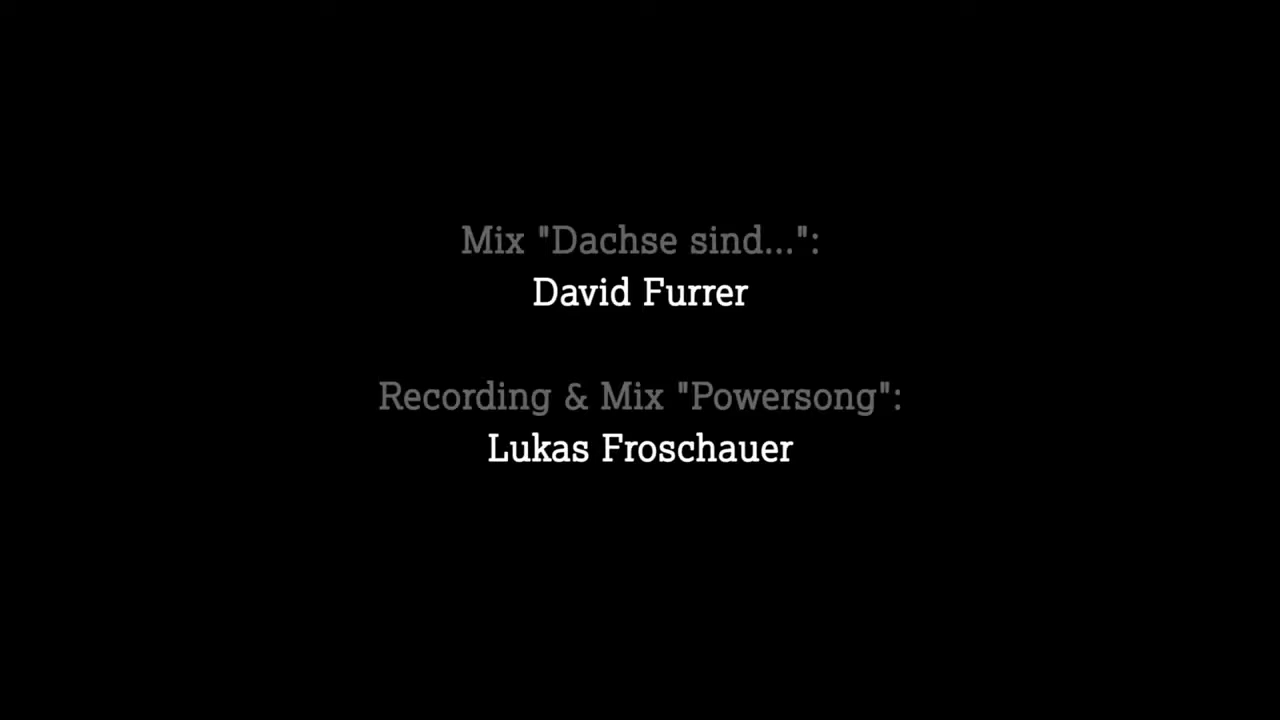 Mix "Dachse sind...":
David Furrer
Recording & Mix "Powersong":
Lukas Froschauer